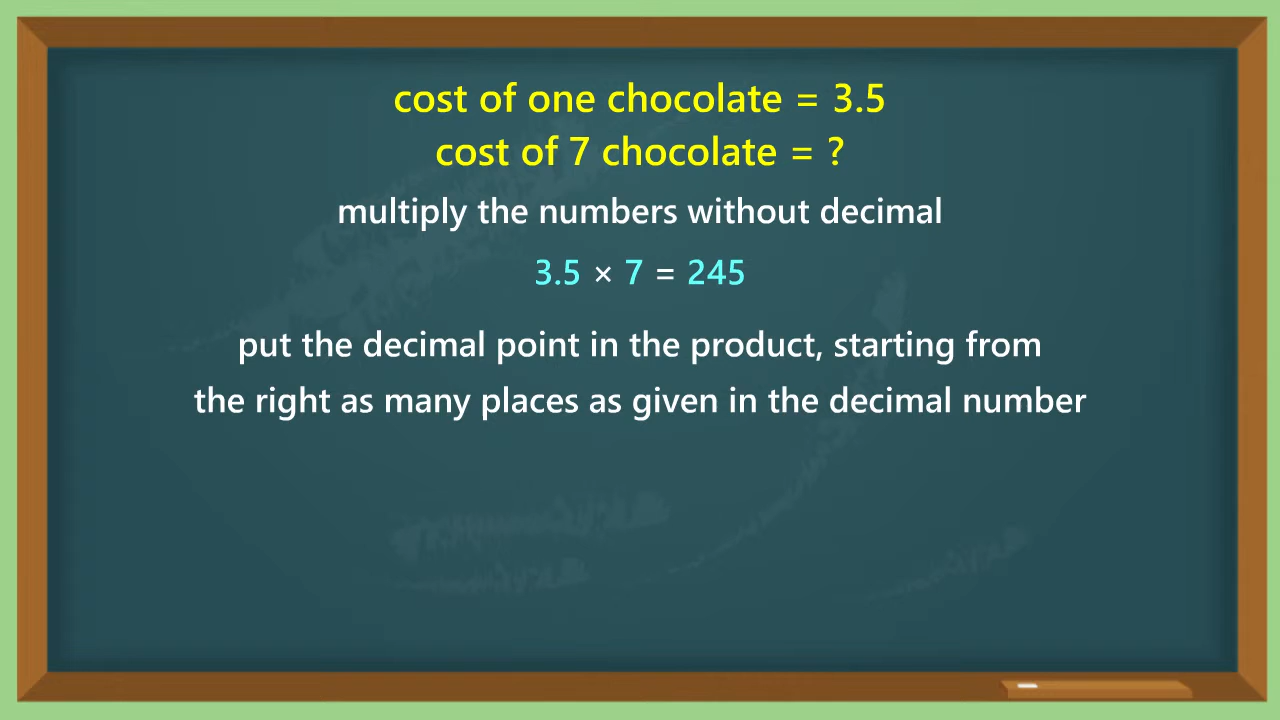 cost of one chocolate = 3.5
cost of 7 chocolate = ?
multiply the numbers without decimal
3.5 × 7 = 245
put the decimal point in the product, starting from
the right as many places as given in the decimal number